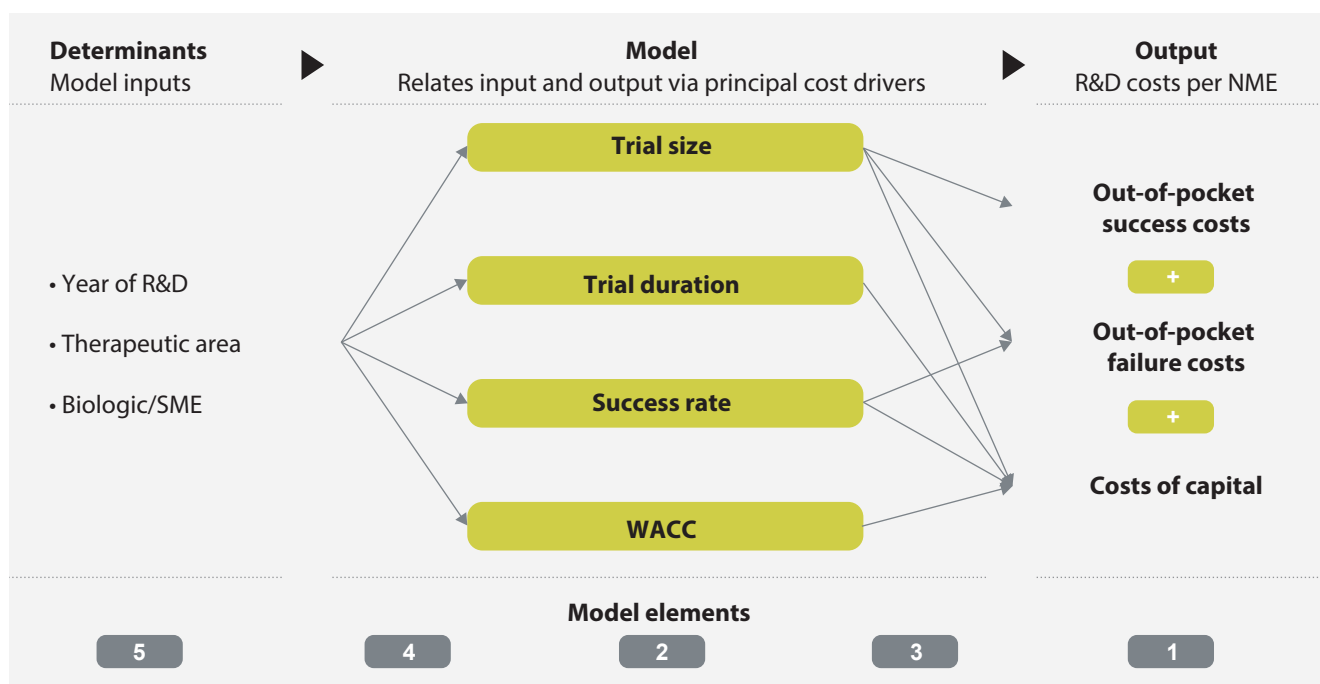 Determinants
Model inputs
Model
Relates input and output via principal cost drivers
Output
R&D costs per NME
• Year of R&D
• Therapeutic area
• Biologic/SME
Trial size
Trial duration
Success rate
WACC
Out-of-pocket
success costs
+
Out-of-pocket
failure costs
+
Costs of capital
Model elements
5
4
2
3
1